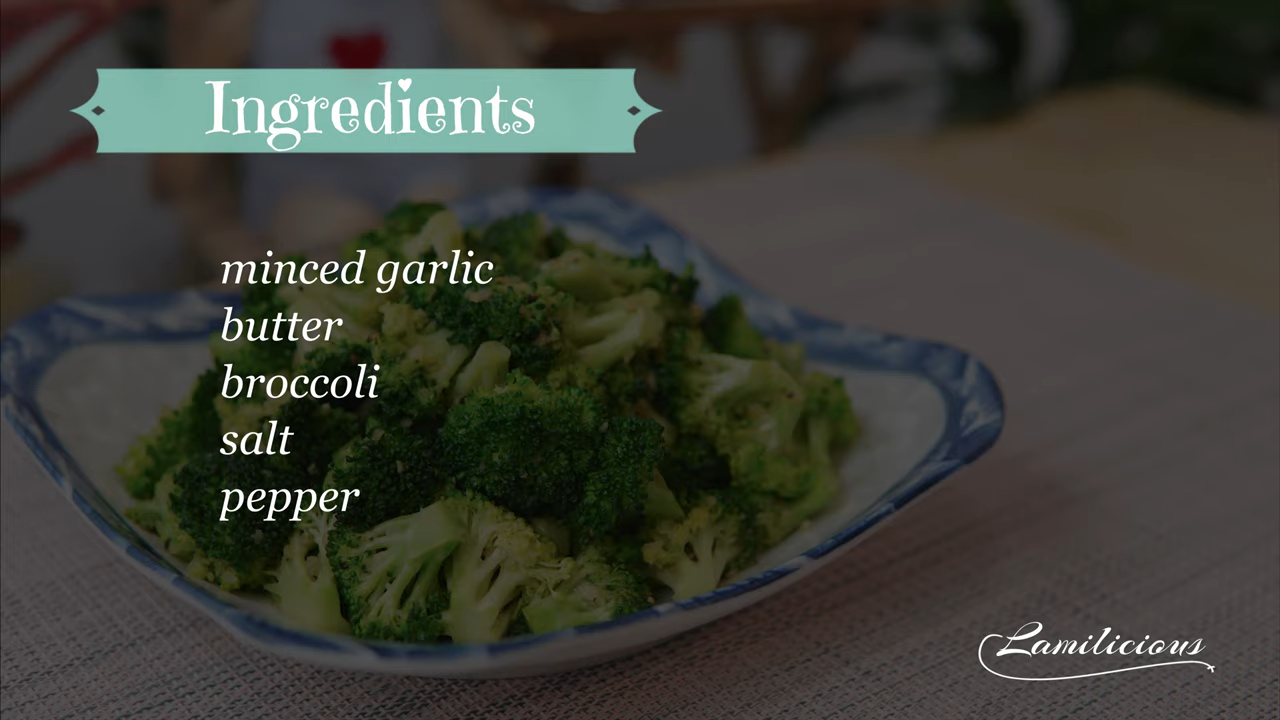 Ingredients
minced garlic
butter
broccoli
salt
pepper
Lamilicious